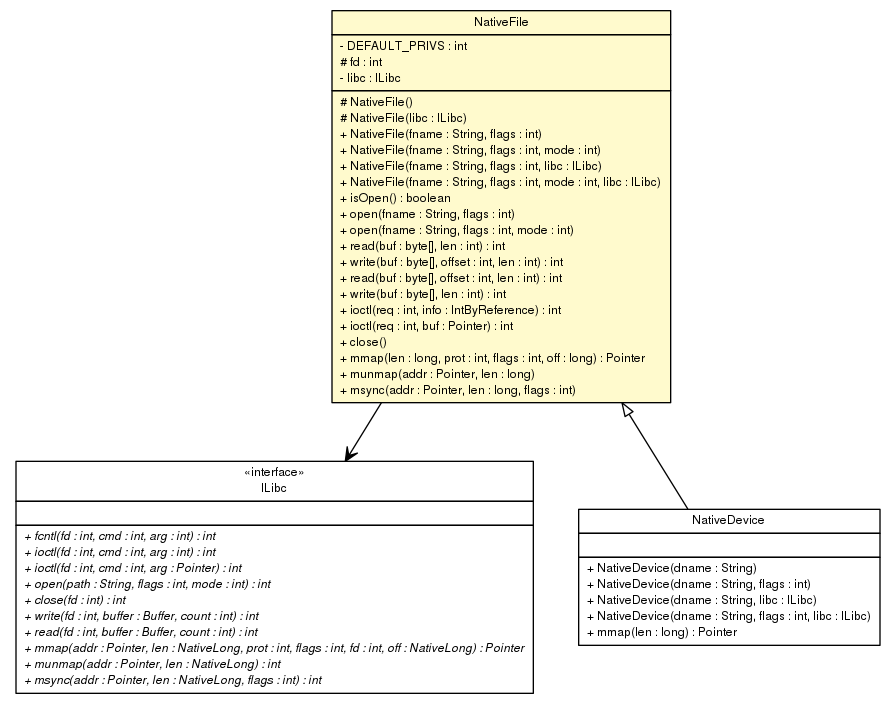 NativeFile
- DEFAULT_PRIVS : int
# fd : int
- libc : ILibc
# NativeFile()
# NativeFile(libc : ILibc)
+ NativeFile(fname : String, flags : int)
+ NativeFile(fname : String, flags : int, mode : int)
+ NativeFile(fname : String, flags : int, libc : ILibc)
+ NativeFile(fname : String, flags : int, mode : int, libc : ILibc)
+ isOpen() : boolean
+ open(fname : String, flags : int)
+ open(fname : String, flags : int, mode : int)
+ read(buf : byte[], len : int) : int
+ write(buf : byte[], offset : int, len : int) : int
+ read(buf : byte[], offset : int, len : int) : int
+ write(buf : byte[], len : int) : int
+ ioctl(req : int, info : IntByReference) : int
+ ioctl(req : int, buf : Pointer) : int
+ close()
+ mmap(len : long, prot : int, flags : int, off : long) : Pointer
+ munmap(addr : Pointer, len : long)
+ msync(addr : Pointer, len : long, flags : int)
«interface»
ILibc
+ fcntl(fd : int, cmd : int, arg : int) : int
+ ioctl(fd : int, cmd : int, arg : int) : int
+ ioctl(fd : int, cmd : int, arg : Pointer) : int
+ open(path : String, flags : int, mode : int) : int
+ close(fd : int) : int
+ write(fd : int, buffer : Buffer, count : int) : int
+ read(fd : int, buffer : Buffer, count : int) : int
+ mmap(addr : Pointer, len : NativeLong, prot : int, flags : int, fd : int, off : NativeLong) : Pointer
+ munmap(addr : Pointer, len : NativeLong) : int
+ msync(addr : Pointer, len : NativeLong, flags : int) : int
NativeDevice
+ NativeDevice(dname : String)
+ NativeDevice(dname : String, flags : int)
+ NativeDevice(dname : String, libc : ILibc)
+ NativeDevice(dname : String, flags : int, libc : ILibc)
+ mmap(len : long) : Pointer